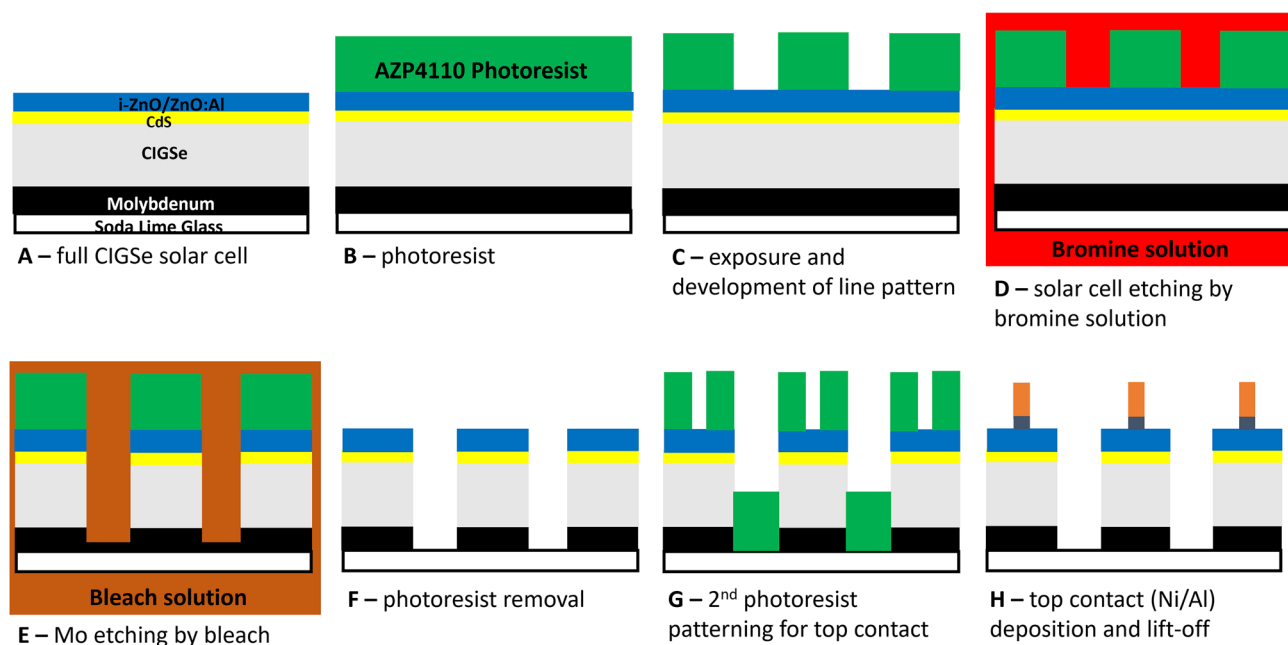 i-ZnO/ZnO:Al
CdS
CIGSe
Molybdenum
Soda Lime Glass
A – full CIGSe solar cell
AZP4110 Photoresist
B – photoresist
C – exposure and
development of line pattern
Bromine solution
D – solar cell etching by
bromine solution
Bleach solution
E – Mo etching by bleach
F – photoresist removal
G – 2nd photoresist
patterning for top contact
H – top contact (Ni/Al)
deposition and lift-off